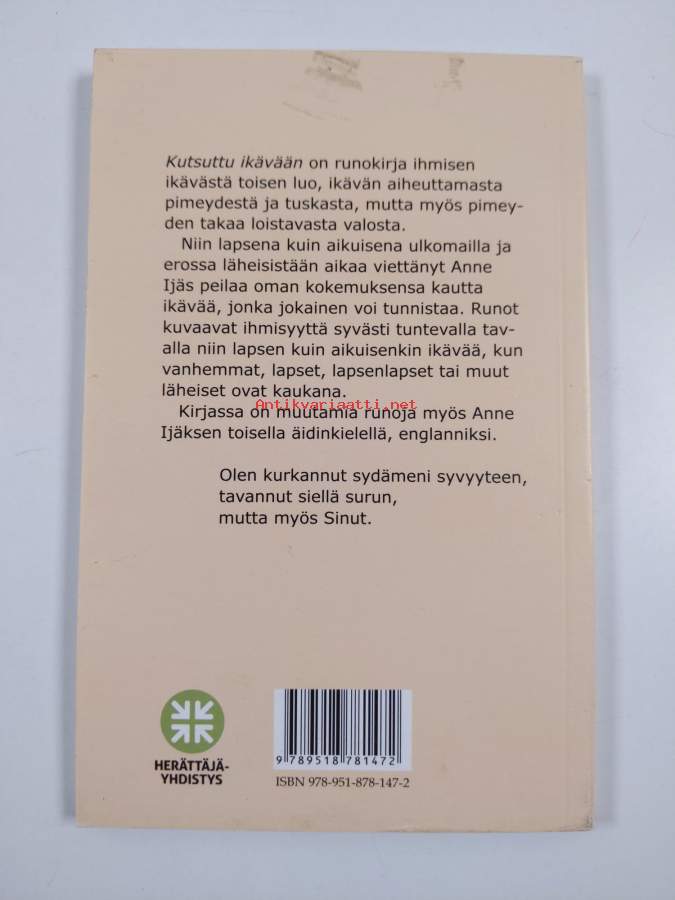 Kutsuttu ikävään on runokirja ihmisen
ikävästä toisen luo, ikävän aiheuttamasta
pimeydestä ja tuskasta, mutta myös pimey-
den takaa loistavasta valosta.
Niin lapsena kuin aikuisena ulkomailla ja
erossa läheisistään aikaa viettänyt Anne
Ijäs peilaa oman kokemuksensa kautta
ikävää, jonka jokainen voi tunnistaa. Runot
kuvaavat ihmisyyttä syvästi tuntevalla tav-
alla niin lapsen kuin aikuisenkin ikävää, kun
vanhemmat, lapset, lapsenlapset tai muut
läheiset ovat kaukana.
Antikvariaatti.net
Kirjassa on muutamia runoja myös Anne
Ijäksen toisella äidinkielellä, englanniksi.
Olen kurkannut sydämeni syvyyteen,
tavannut siellä surun,
mutta myös Sinut.
HERÄTTÄJÄ-
YHDISTYS
9 789518 781472
ISBN 978-951-878-147-2